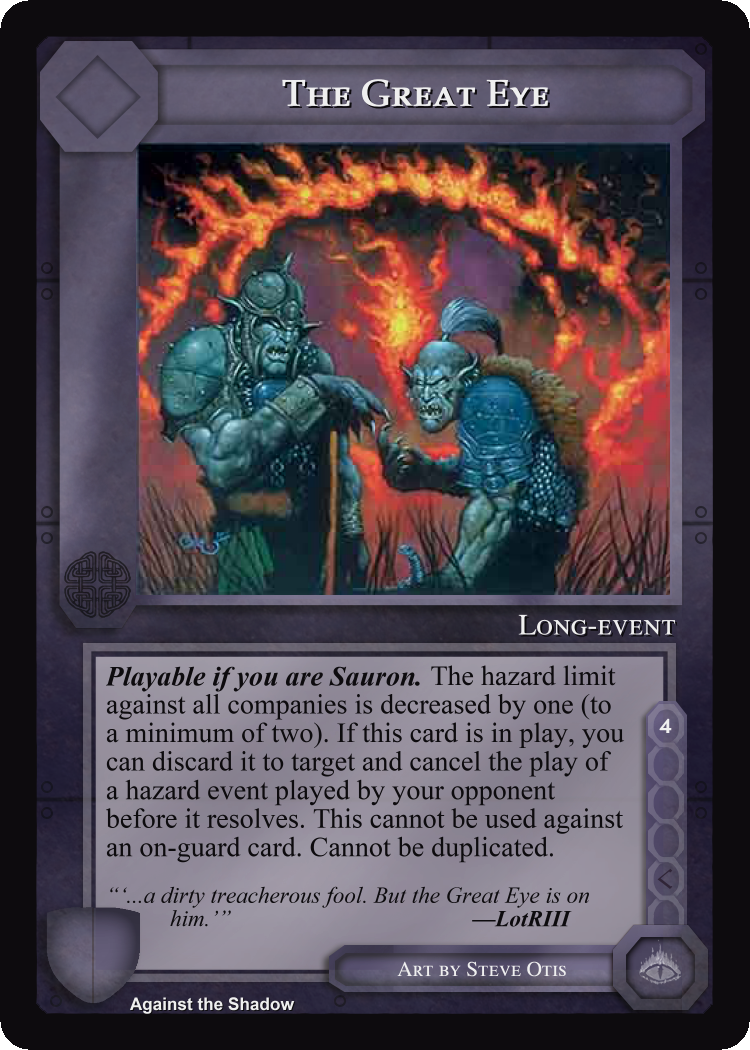 The Great Eye
Long-event
Playable if you are Sauron. The hazard limit
against all companies is decreased by one (to
a minimum of two). If this card is in play, you
can discard it to target and cancel the play of
a hazard event played by your opponent
before it resolves. This cannot be used against
an on-guard card. Cannot be duplicated.
4
“‘...a dirty treacherous fool. But the Great Eye is on
him.’” —LotRIII
Art by Steve Otis
Against the Shadow